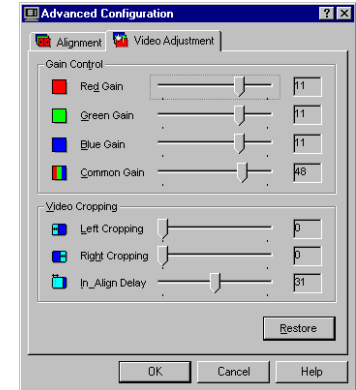 Advanced Configuration
Alignment Video Adjustment
Gain Control
Red Gain 11
Green Gain 11
Blue Gain 11
Common Gain 48
Video Cropping
Left Cropping 0
Right Cropping 0
In_Align Delay 31
Restore
OK Cancel Help